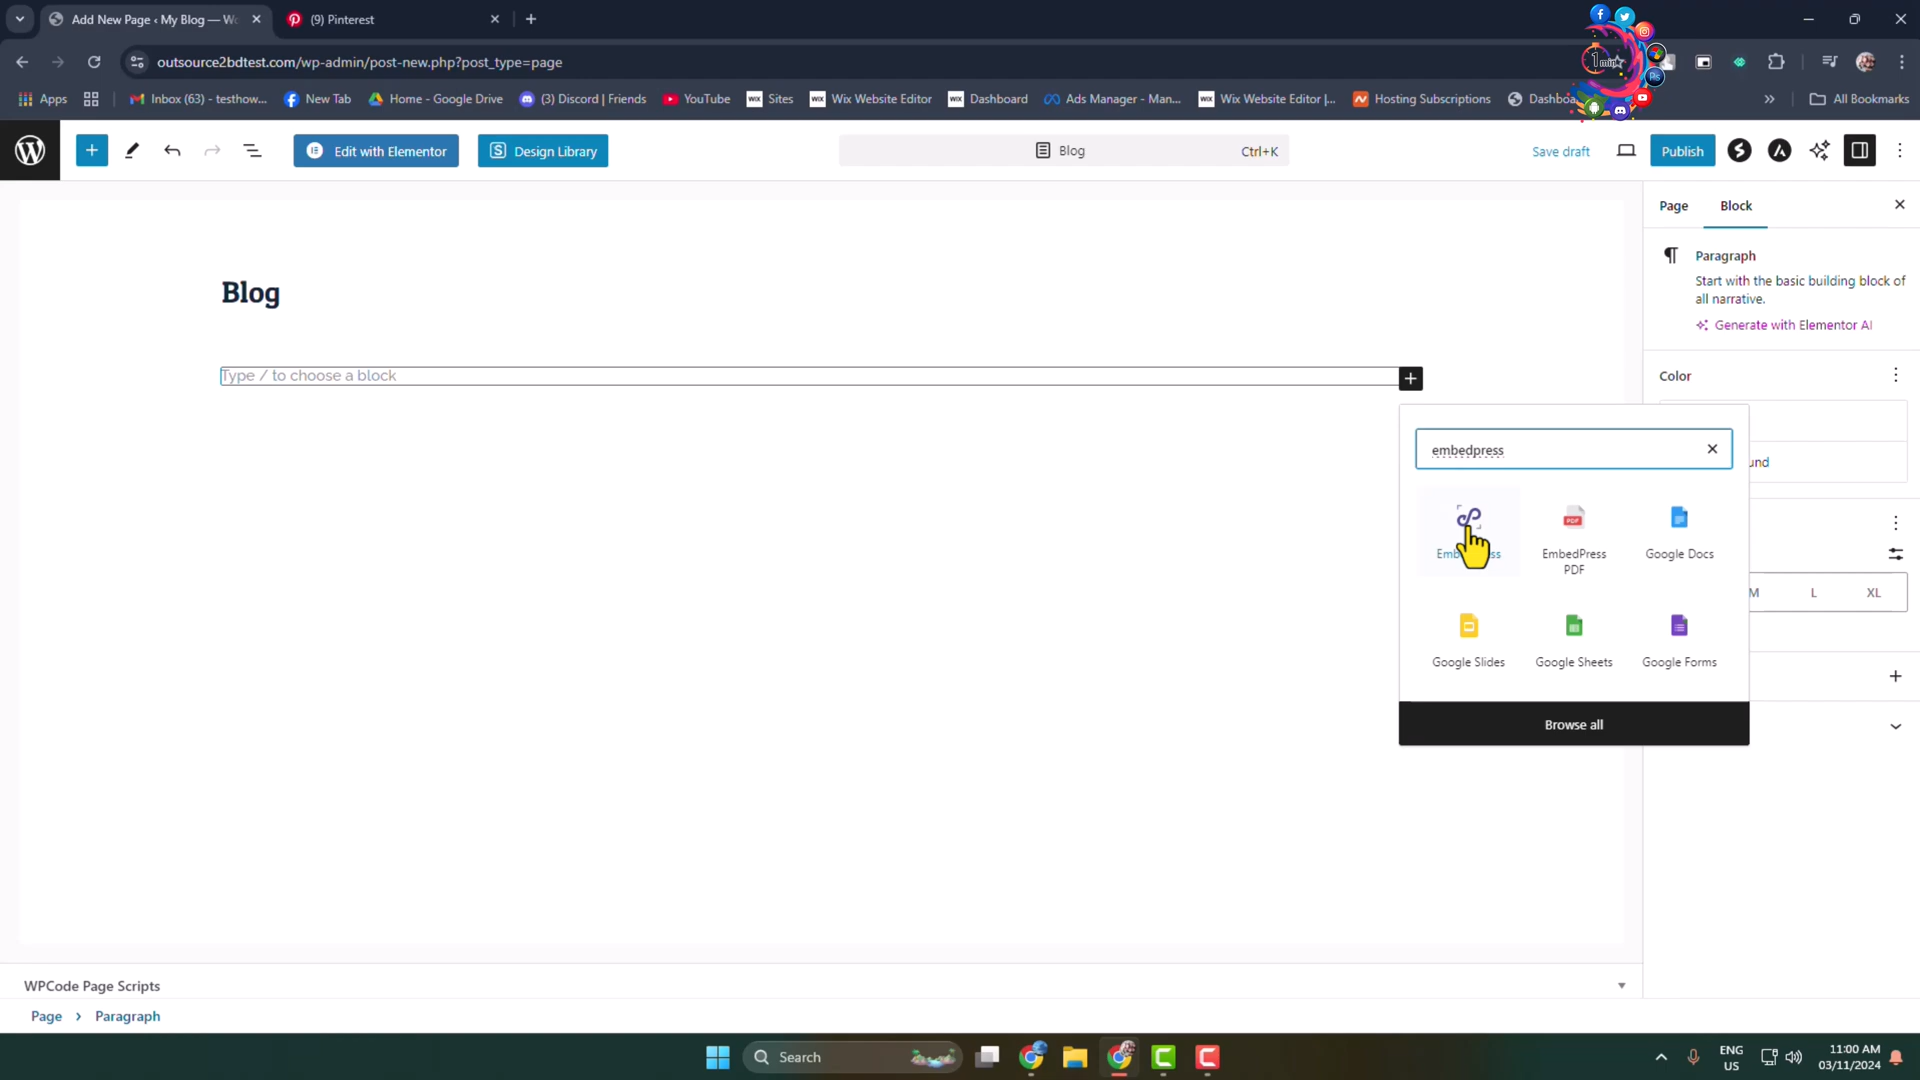 Add New Page ‹ My Blog — Wo
(9) Pinterest
outsource2bdtest.com/wp-admin/post-new.php?post_type=page
1 min
Apps
Inbox (63) - testhow...
New Tab
Home - Google Drive
(3) Discord | Friends
YouTube
Sites
Wix Website Editor
Dashboard
Ads Manager - Man...
Wix Website Editor |...
Hosting Subscriptions
Dashboa
All Bookmarks
Edit with Elementor
Design Library
Blog
Ctrl+K
Save draft
Publish
Page
Block
Blog
Paragraph
Start with the basic building block of
all narrative.
Generate with Elementor AI
Type / to choose a block
Color
embedpress
und
EmbedPress
PDF
Google Docs
M
L
XL
Google Slides
Google Sheets
Google Forms
Browse all
WPCode Page Scripts
Page › Paragraph
Search
ENG
US
11:00 AM
03/11/2024